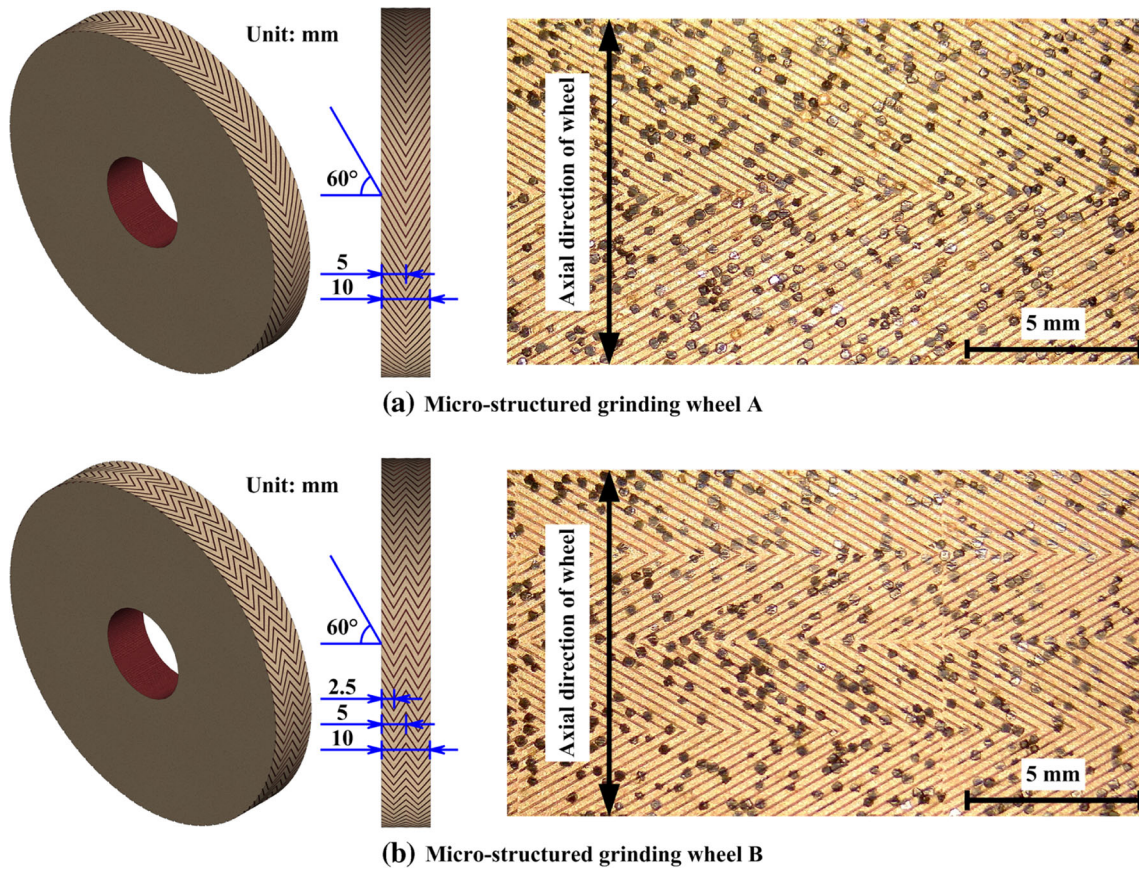 Unit: mm
60°
5
10
Axial direction of wheel
5 mm
(a) Micro-structured grinding wheel A
Unit: mm
60°
2.5
5
10
Axial direction of wheel
5 mm
(b) Micro-structured grinding wheel B